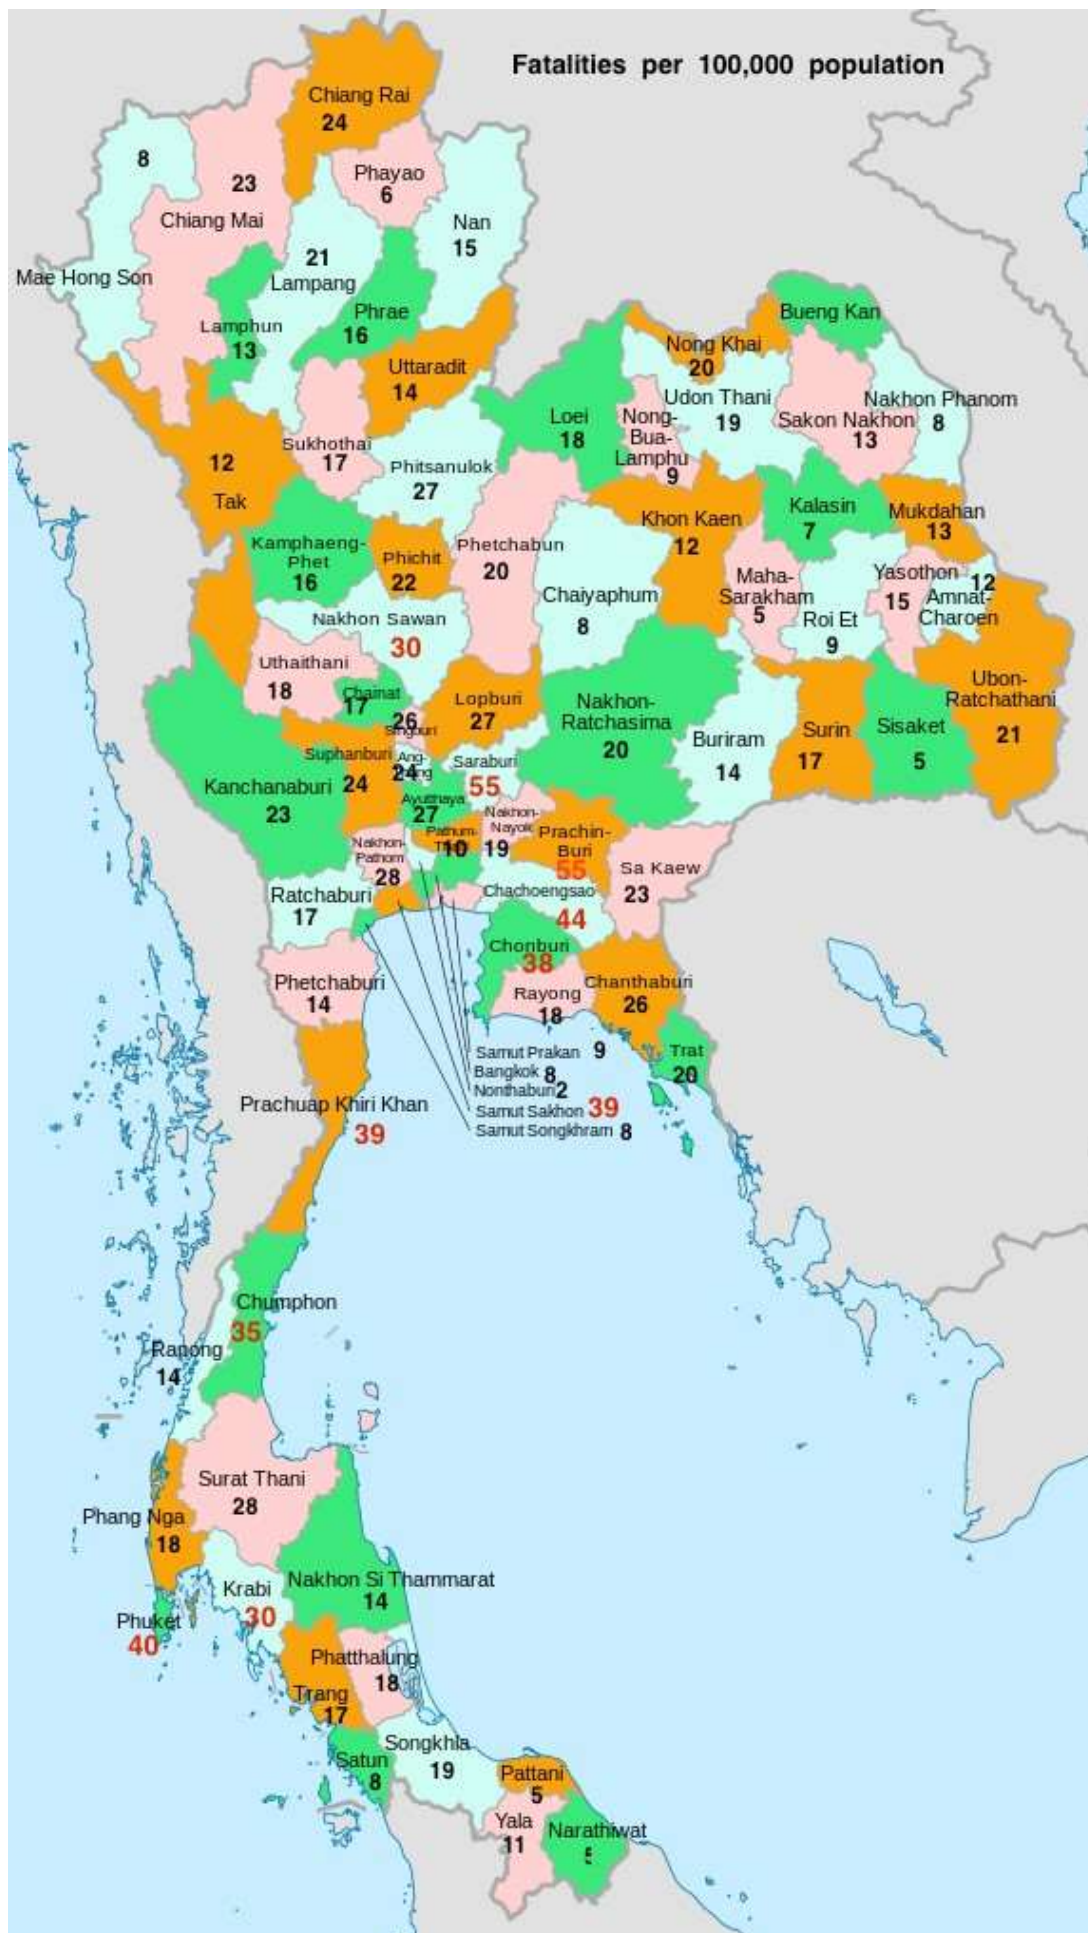 Fatalities per 100,000 population
Chiang Rai
24
8
23
Chiang Mai
Phayao
6
Nan
15
21
Lampang
Mae Hong Son
Phrae
16
Lamphun
13
Bueng Kan
Nong Khai
20
Uttaradit
14
Udon Thani
19
Nakhon Phanom
8
Loei
18
Nong-
Bua-
Lamphu
9
Sakon Nakhon
13
Sukhothai
17
Phitsanulok
27
12
Tak
Kalasin
7
Mukdahan
13
Khon Kaen
12
Kamphaeng-
Phet
16
Phichit
22
Phetchabun
20
Maha-
Sarakham
5
Yasothon
15
12
Amnat-
Charoen
Chaiyaphum
8
Roi Et
9
Nakhon Sawan
30
Uthaithani
18
Chainat
17
Lopburi
27
Nakhon-
Ratchasima
20
Ubon-
Ratchathani
21
26
Singburi
Buriram
14
Surin
17
Sisaket
5
Suphanburi
24
Ang-
24
Saraburi
55
Kanchanaburi
23
Ayutthaya
27
Nakhon-
Nayok
19
Pathum-
10
Prachin-
Buri
55
Nakhon-
Pathom
28
Sa Kaew
23
Ratchaburi
17
Chachoengsao
44
Chonburi
38
Phetchaburi
14
Rayong
18
Chanthaburi
26
Trat
20
Samut Prakan 9
Bangkok 8
Nonthaburi 2
Samut Sakhon 39
Samut Songkhram 8
Prachuap Khiri Khan
39
Chumphon
35
Ranong
14
Surat Thani
28
Phang Nga
18
Krabi
30
Nakhon Si Thammarat
14
Phuket
40
Phatthalung
18
Trang
17
Songkhla
19
Satun
8
Pattani
5
Yala
11
Narathiwat
5